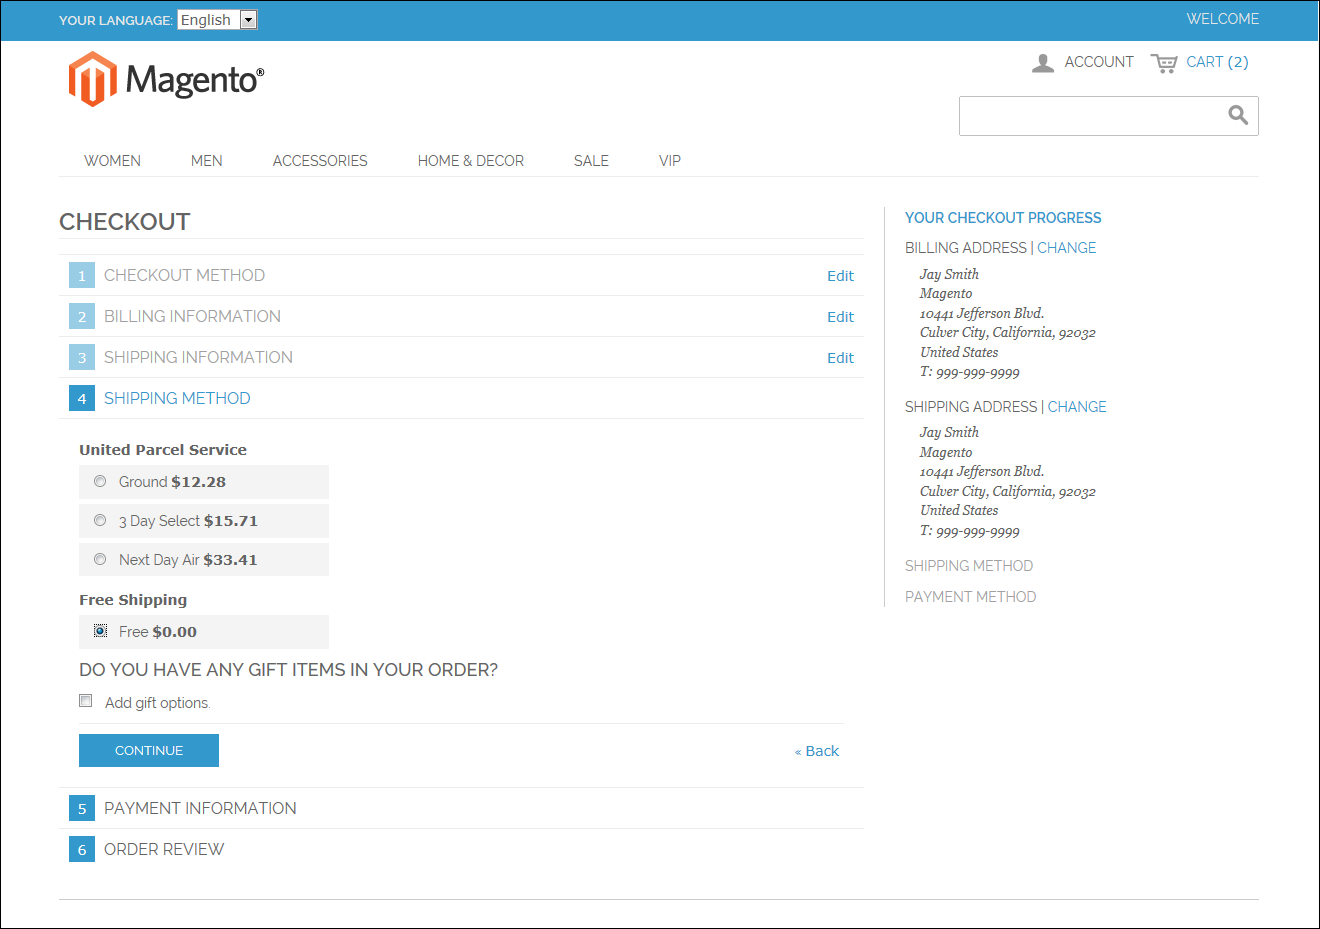 YOUR LANGUAGE: English
WELCOME
Magento®
ACCOUNT CART (2)
WOMEN MEN ACCESSORIES HOME & DECOR SALE VIP
CHECKOUT
1 CHECKOUT METHOD Edit
2 BILLING INFORMATION Edit
3 SHIPPING INFORMATION Edit
4 SHIPPING METHOD
United Parcel Service
Ground $12.28
3 Day Select $15.71
Next Day Air $33.41
Free Shipping
Free $0.00
DO YOU HAVE ANY GIFT ITEMS IN YOUR ORDER?
Add gift options.
CONTINUE « Back
5 PAYMENT INFORMATION
6 ORDER REVIEW
YOUR CHECKOUT PROGRESS
BILLING ADDRESS | CHANGE
Jay Smith
Magento
10441 Jefferson Blvd.
Culver City, California, 92032
United States
T: 999-999-9999
SHIPPING ADDRESS | CHANGE
Jay Smith
Magento
10441 Jefferson Blvd.
Culver City, California, 92032
United States
T: 999-999-9999
SHIPPING METHOD
PAYMENT METHOD